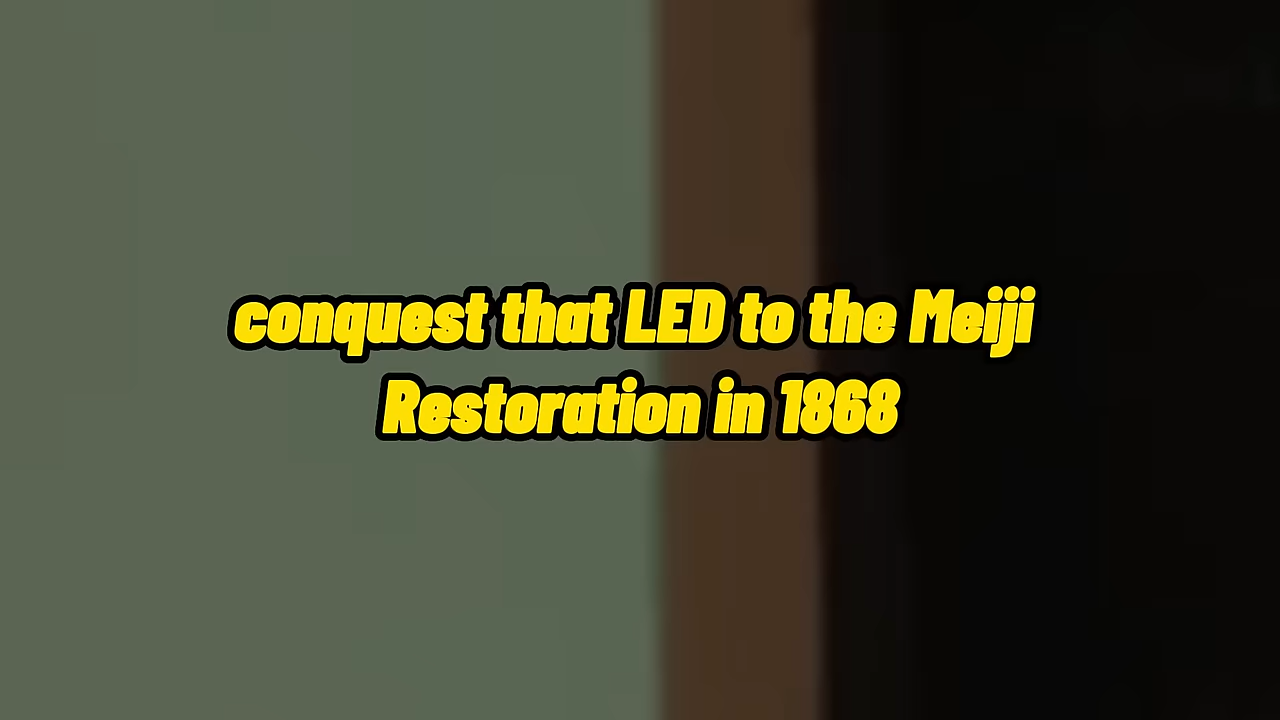 conquest that LED to the Meiji
Restoration in 1868